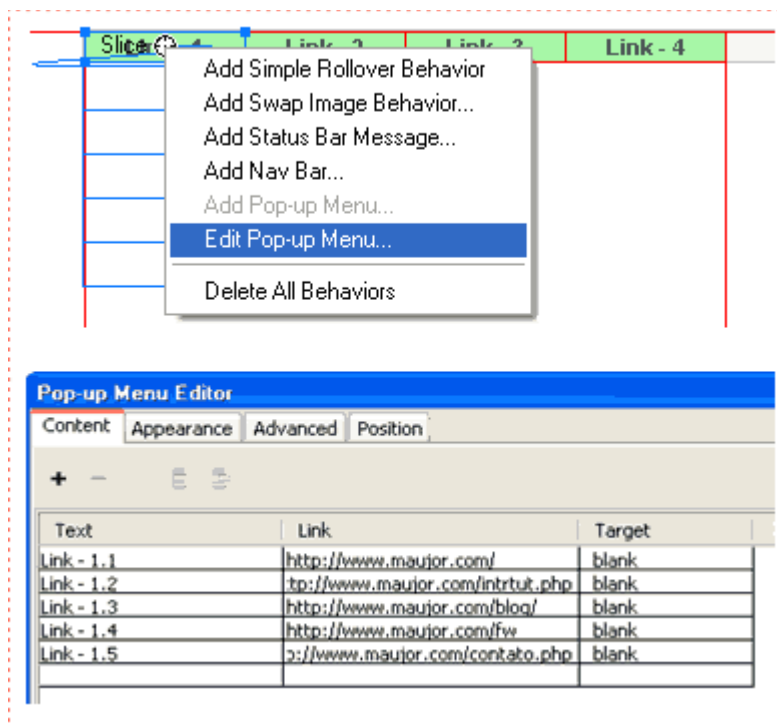 Slice
Link - 2 Link - 3 Link - 4
Add Simple Rollover Behavior
Add Swap Image Behavior...
Add Status Bar Message...
Add Nav Bar...
Add Pop-up Menu...
Edit Pop-up Menu...
Delete All Behaviors
Pop-up Menu Editor
Content Appearance Advanced Position
+ -
Text Link Target
Link - 1.1 http://www.maujor.com/ blank
Link - 1.2 tp://www.maujor.com/intrtut.php blank
Link - 1.3 http://www.maujor.com/blog/ blank
Link - 1.4 http://www.maujor.com/fw blank
Link - 1.5 ://www.maujor.com/contato.php blank